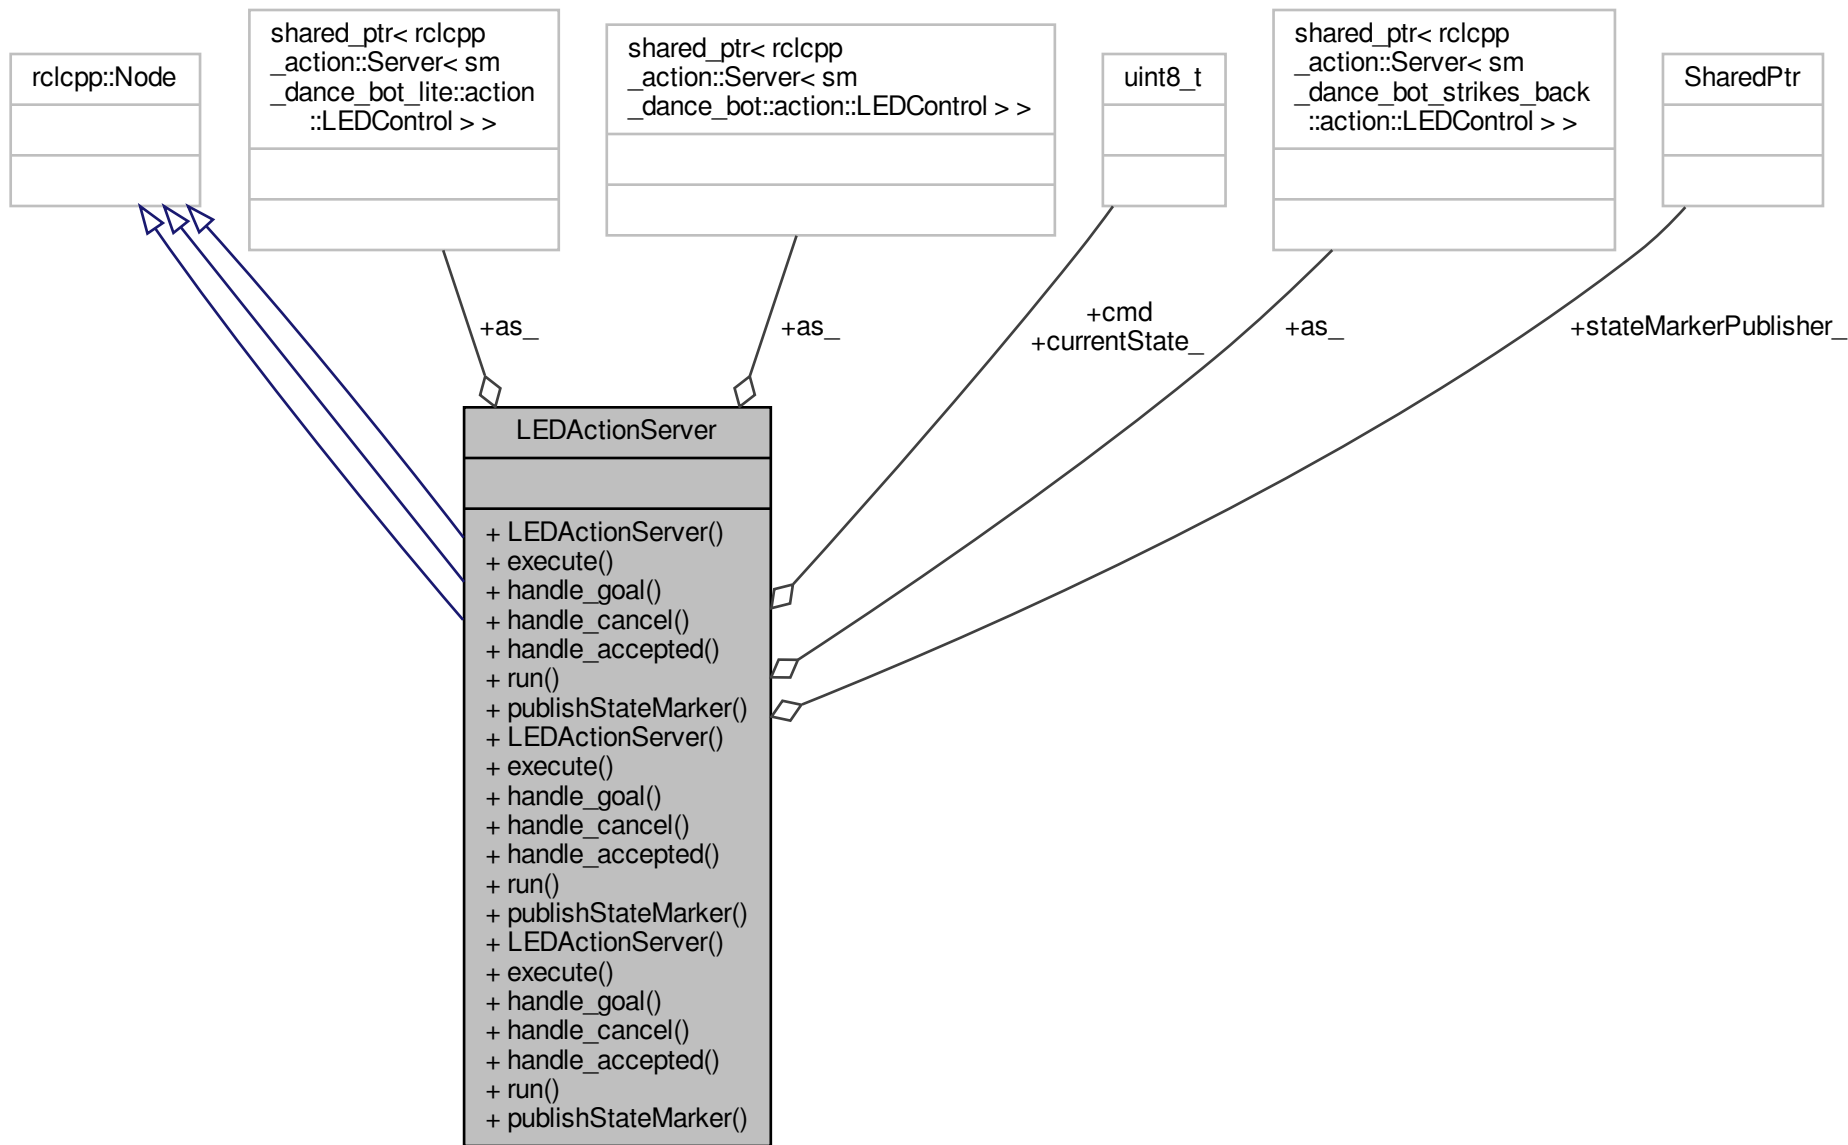 rclcpp::Node
shared_ptr< rclcpp
_action::Server< sm
_dance_bot_lite::action
::LEDControl > >
shared_ptr< rclcpp
_action::Server< sm
_dance_bot::action::LEDControl > >
uint8_t
shared_ptr< rclcpp
_action::Server< sm
_dance_bot_strikes_back
::action::LEDControl > >
SharedPtr
+as_
+as_
+cmd
+currentState_
+as_
+stateMarkerPublisher_
LEDActionServer
+ LEDActionServer()
+ execute()
+ handle_goal()
+ handle_cancel()
+ handle_accepted()
+ run()
+ publishStateMarker()
+ LEDActionServer()
+ execute()
+ handle_goal()
+ handle_cancel()
+ handle_accepted()
+ run()
+ publishStateMarker()
+ LEDActionServer()
+ execute()
+ handle_goal()
+ handle_cancel()
+ handle_accepted()
+ run()
+ publishStateMarker()